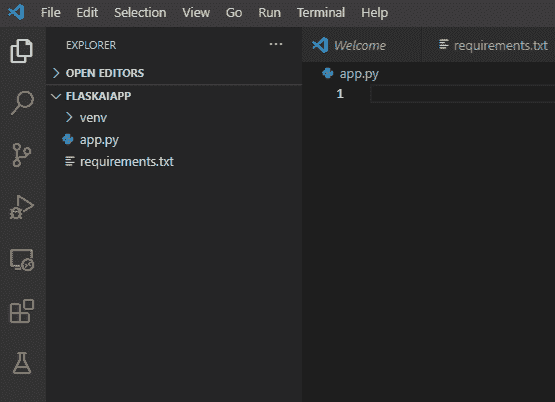 File Edit Selection View Go Run Terminal Help
EXPLORER
OPEN EDITORS
FLASKAIAPP
venv
app.py
requirements.txt
Welcome
requirements.txt
app.py
1